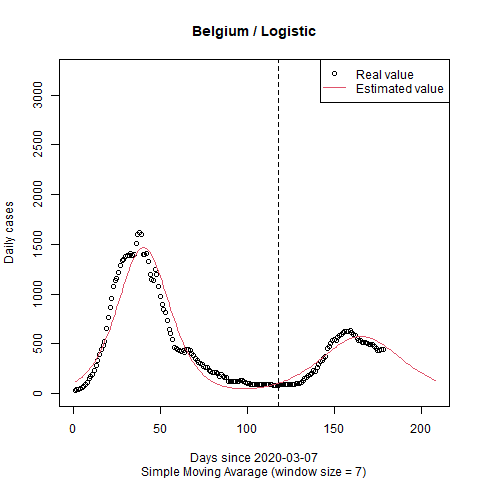 Belgium / Logistic
Real value
Estimated value
Daily cases
3000
2500
2000
1500
1000
500
0
0 50 100 150 200
Days since 2020-03-07
Simple Moving Avarage (window size = 7)